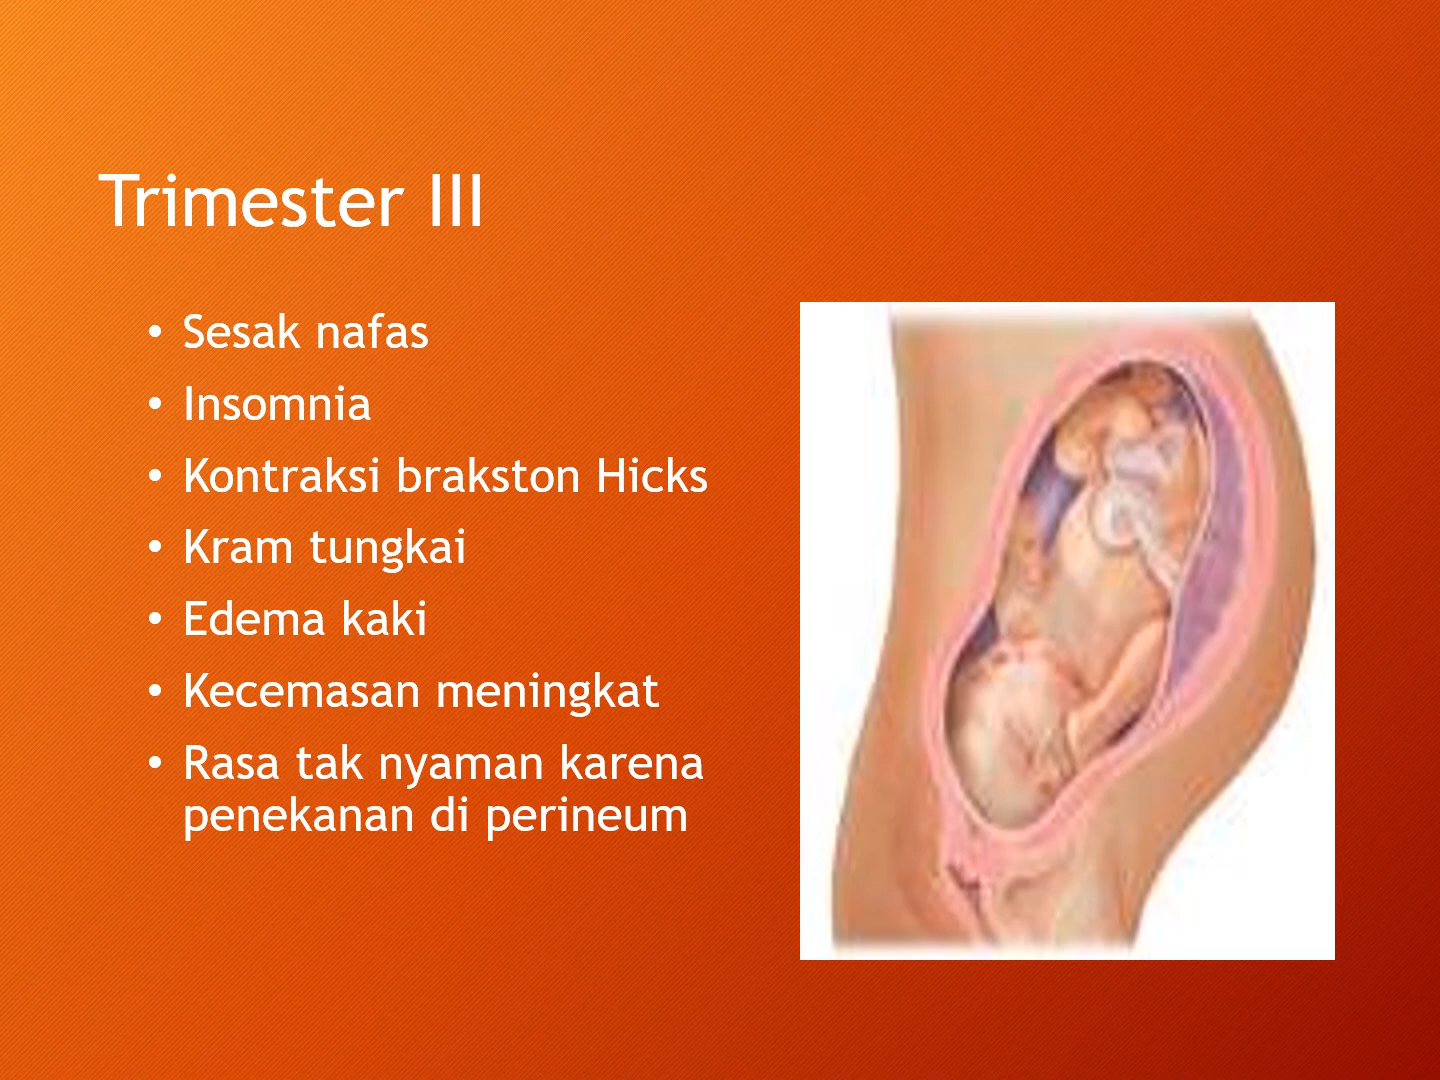 Trimester III
• Sesak nafas
• Insomnia
• Kontraksi brakston Hicks
• Kram tungkai
• Edema kaki
• Kecemasan meningkat
• Rasa tak nyaman karena
penekanan di perineum